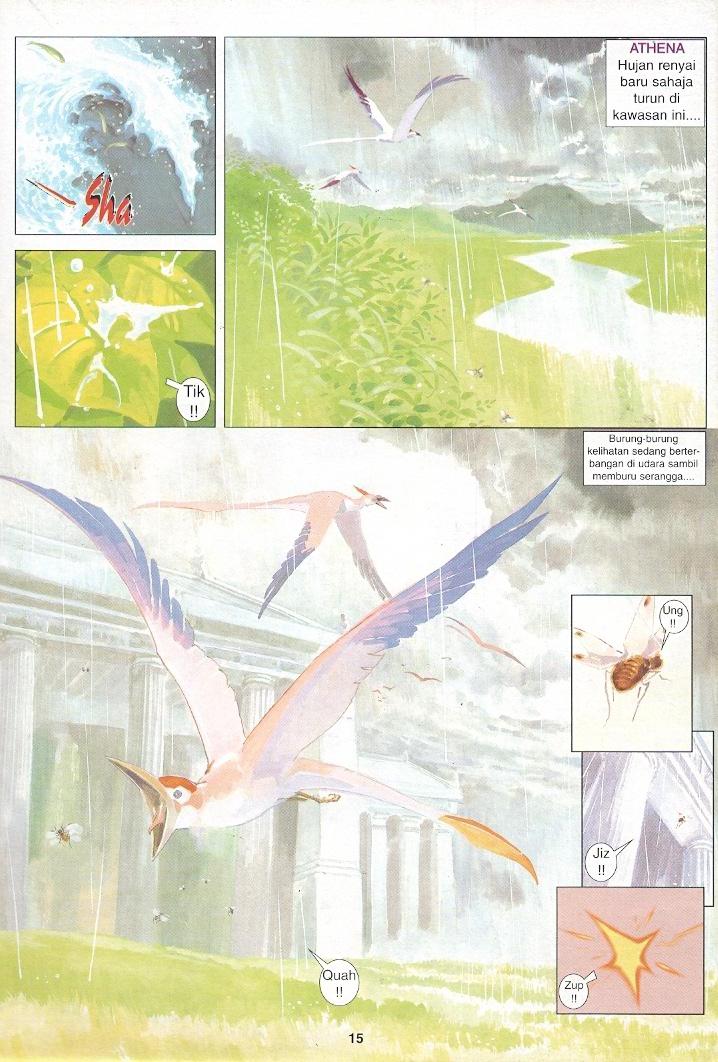 Sha
ATHENA
Hujan renyai
baru sahaja
turun di
kawasan ini....
Tik
!!
Burung-burung
kelihatan sedang berter-
bangan di udara sambil
memburu serangga....
Ung
!!
Jiz
!!
Zup
!!
Quah
!!
15